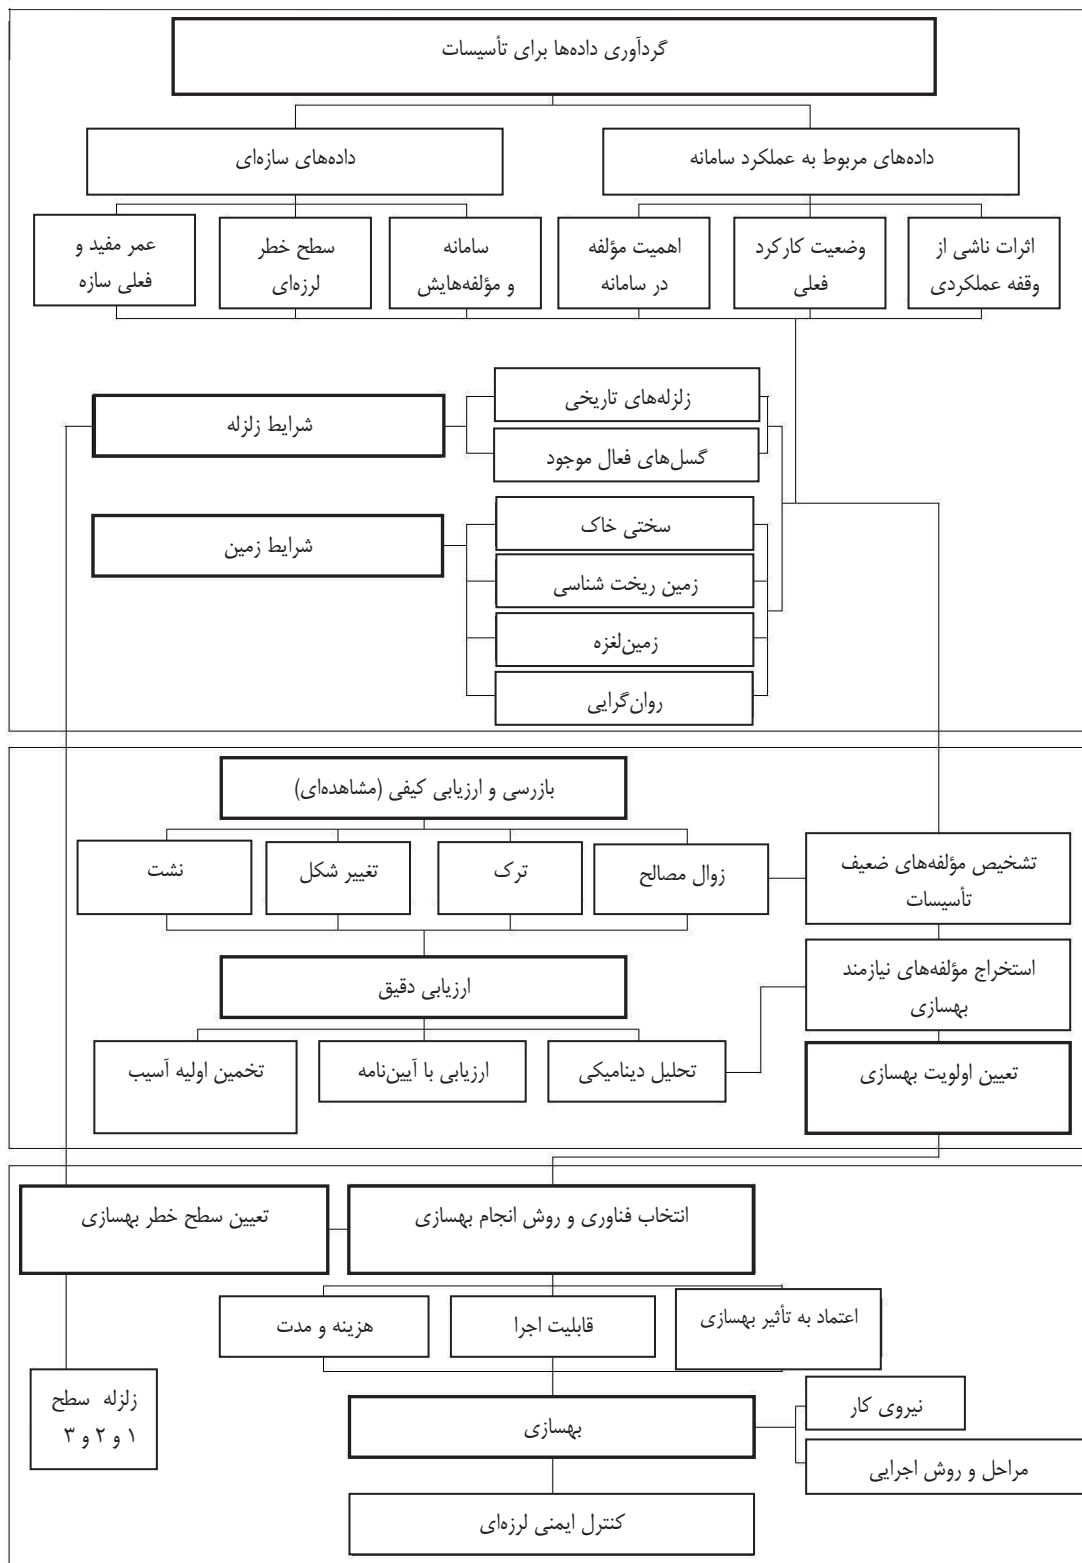 گردآوری داده‌ها برای تأسیسات
داده‌های مربوط به عملکرد سامانه
داده‌های سازه‌ای
اثرات ناشی از
وقفه عملکردی
وضعیت کارکرد
فعلی
اهمیت مؤلفه
در سامانه
سامانه
و مؤلفه‌هایش
سطح خطر
لرزه‌ای
عمر مفید و
فعلی سازه
زلزله‌های تاریخی
شرایط زلزله
گسل‌های فعال موجود
سختی خاک
شرایط زمین
زمین ریخت شناسی
زمین‌لغزه
روان‌گرایی
بازرسی و ارزیابی کیفی (مشاهده‌ای)
تشخیص مؤلفه‌های ضعیف
تأسیسات
زوال مصالح
ترک
تغییر شکل
نشت
استخراج مؤلفه‌های نیازمند
بهسازی
ارزیابی دقیق
تعیین اولویت بهسازی
تحلیل دینامیکی
ارزیابی با آیین‌نامه
تخمین اولیه آسیب
انتخاب فناوری و روش انجام بهسازی
تعیین سطح خطر بهسازی
اعتماد به تأثیر بهسازی
قابلیت اجرا
هزینه و مدت
زلزله سطح
۱ و ۲ و ۳
نیروی کار
بهسازی
مراحل و روش اجرایی
کنترل ایمنی لرزه‌ای